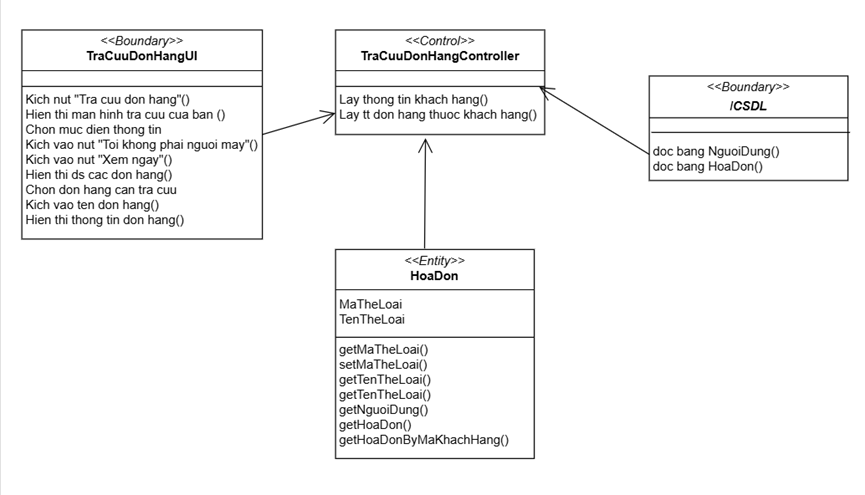 <<Boundary>>
TraCuuDonHangUI
Kich nut "Tra cuu don hang"()
Hien thi man hinh tra cuu cua ban ()
Chon muc dien thong tin
Kich vao nut "Toi khong phai nguoi may"()
Kich vao nut "Xem ngay"()
Hien thi ds cac don hang()
Chon don hang can tra cuu
Kich vao ten don hang()
Hien thi thong tin don hang()
<<Control>>
TraCuuDonHangController
Lay thong tin khach hang()
Lay tt don hang thuoc khach hang()
<<Boundary>>
ICSDL
doc bang NguoiDung()
doc bang HoaDon()
<<Entity>>
HoaDon
MaTheLoai
TenTheLoai
getMaTheLoai()
setMaTheLoai()
getTenTheLoai()
getTenTheLoai()
getNguoiDung()
getHoaDon()
getHoaDonByMaKhachHang()